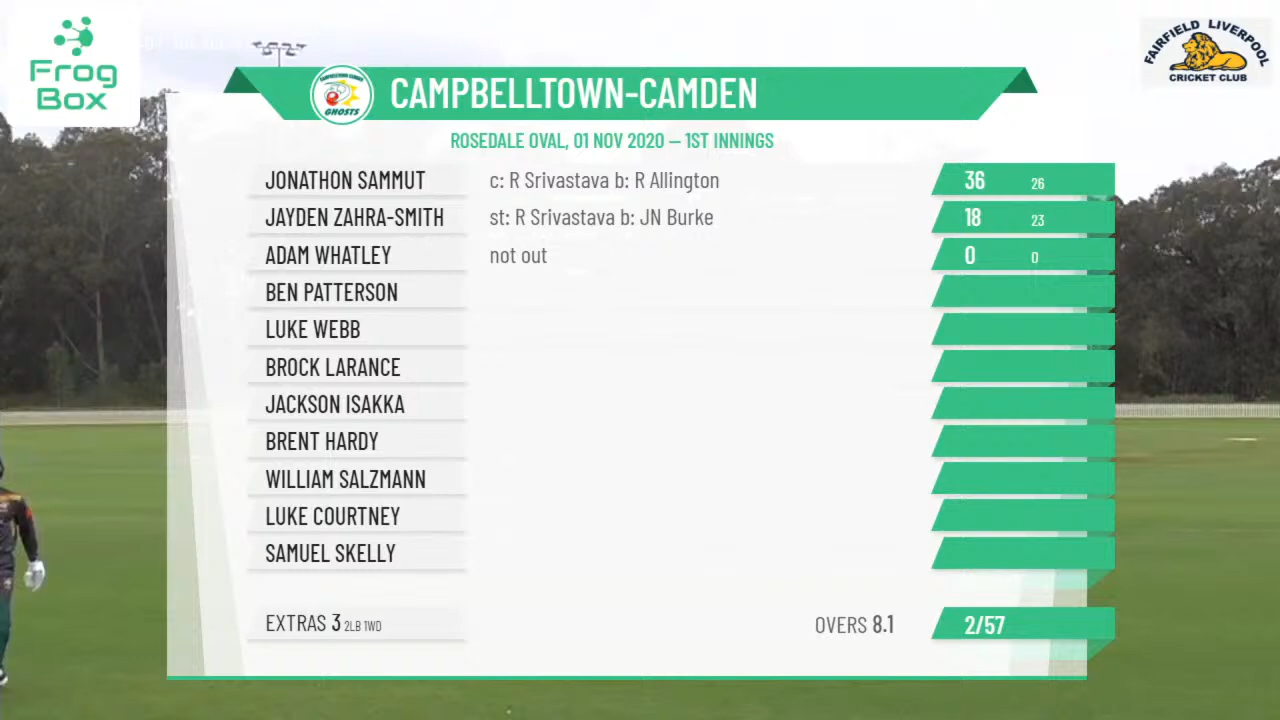 Frog
Box
FAIRFIELD LIVERPOOL
CRICKET CLUB
GHOSTS
CAMPBELLTOWN-CAMDEN
ROSEDALE OVAL, 01 NOV 2020 – 1ST INNINGS
JONATHON SAMMUT c: R Srivastava b: R Allington 36 26
JAYDEN ZAHRA-SMITH st: R Srivastava b: JN Burke 18 23
ADAM WHATLEY not out 0 0
BEN PATTERSON
LUKE WEBB
BROCK LARANCE
JACKSON ISAKKA
BRENT HARDY
WILLIAM SALZMANN
LUKE COURTNEY
SAMUEL SKELLY
EXTRAS 3 2LB 1WD OVERS 8.1 2/57